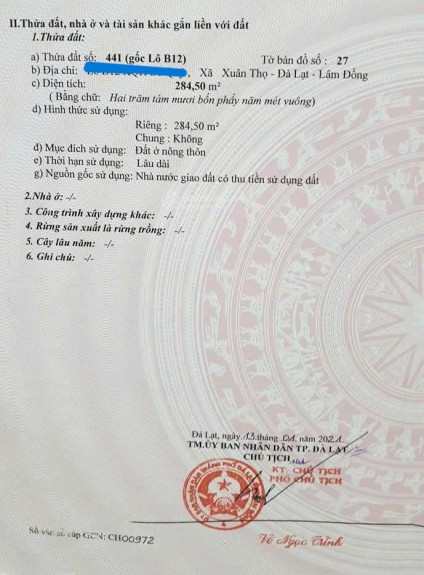 II.Thửa đất, nhà ở và tài sản khác gắn liền với đất
1.Thửa đất:
a) Thửa đất số: 441 (gốc Lô B12) Tờ bản đồ số : 27
b) Địa chỉ: , Xã Xuân Thọ - Đà Lạt - Lâm Đồng
c) Diện tích: 284,50 m²
( Bằng chữ: Hai trăm tám mươi bốn phẩy năm mét vuông)
d) Hình thức sử dụng:
Riêng : 284,50 m²
Chung : Không
đ) Mục đích sử dụng: Đất ở nông thôn
e) Thời hạn sử dụng: Lâu dài
g) Nguồn gốc sử dụng: Nhà nước giao đất có thu tiền sử dụng đất
2.Nhà ở: -/-
3. Công trình xây dựng khác: -/-
4. Rừng sản xuất là rừng trồng: -/-
5. Cây lâu năm: -/-
6. Ghi chú: -/-
Đà Lạt, ngày 13 tháng 01 năm 2021
TM.ỦY BAN NHÂN DÂN TP. ĐÀ LẠT
CHỦ TỊCH
KT. CHỦ TỊCH
PHÓ CHỦ TỊCH
Số vào sổ cấp GCN: CH00972
Võ Ngọc Trình